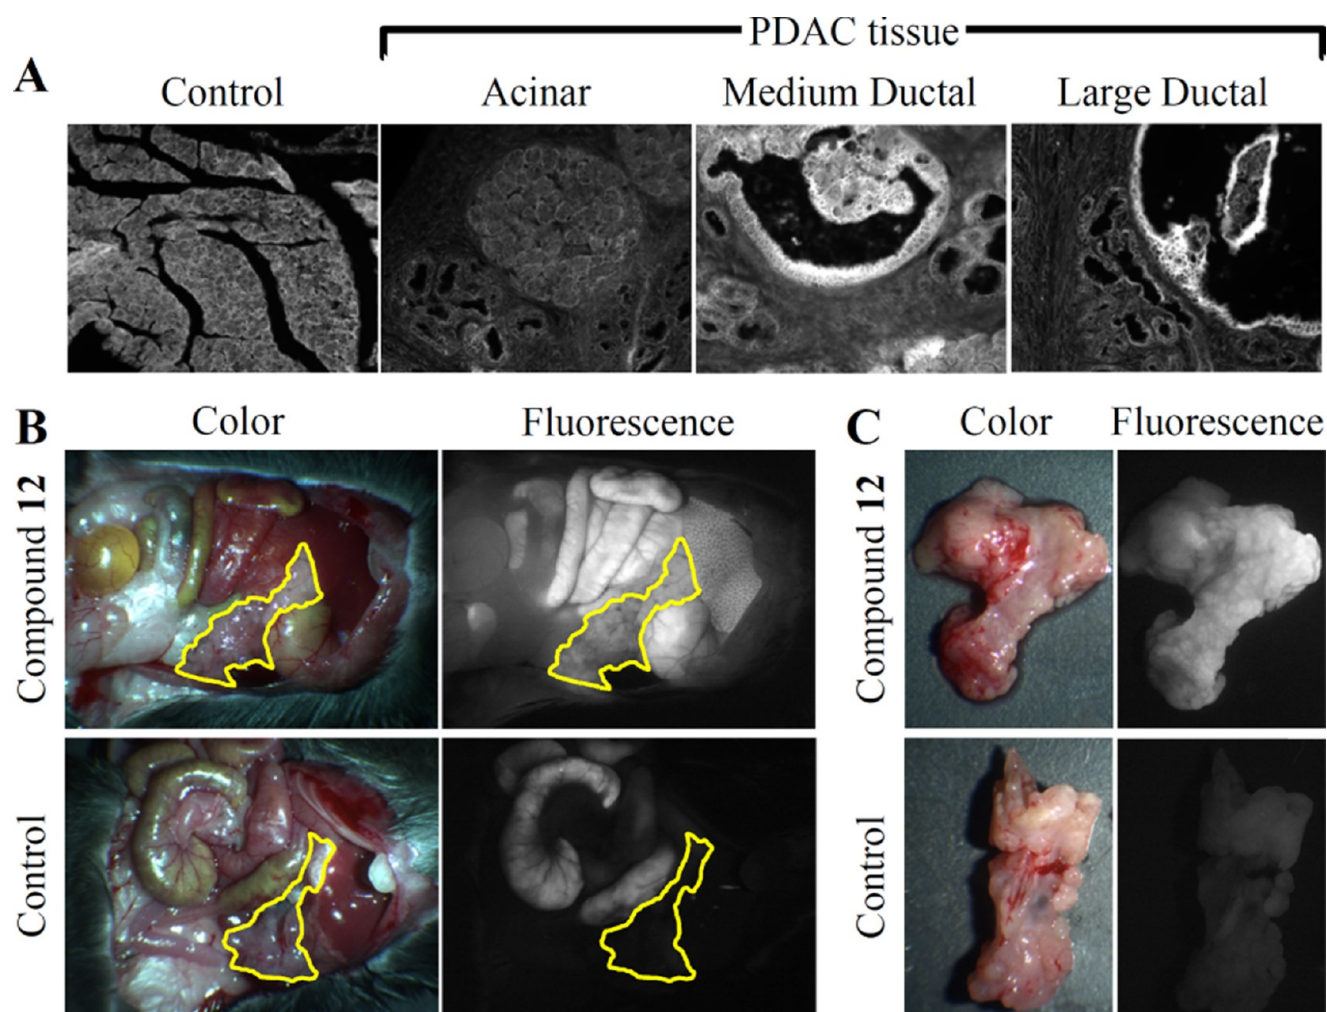 PDAC tissue
A
Control
Acinar
Medium Ductal
Large Ductal
B
Color
Fluorescence
C
Color
Fluorescence
Compound 12
Control
Compound 12
Control